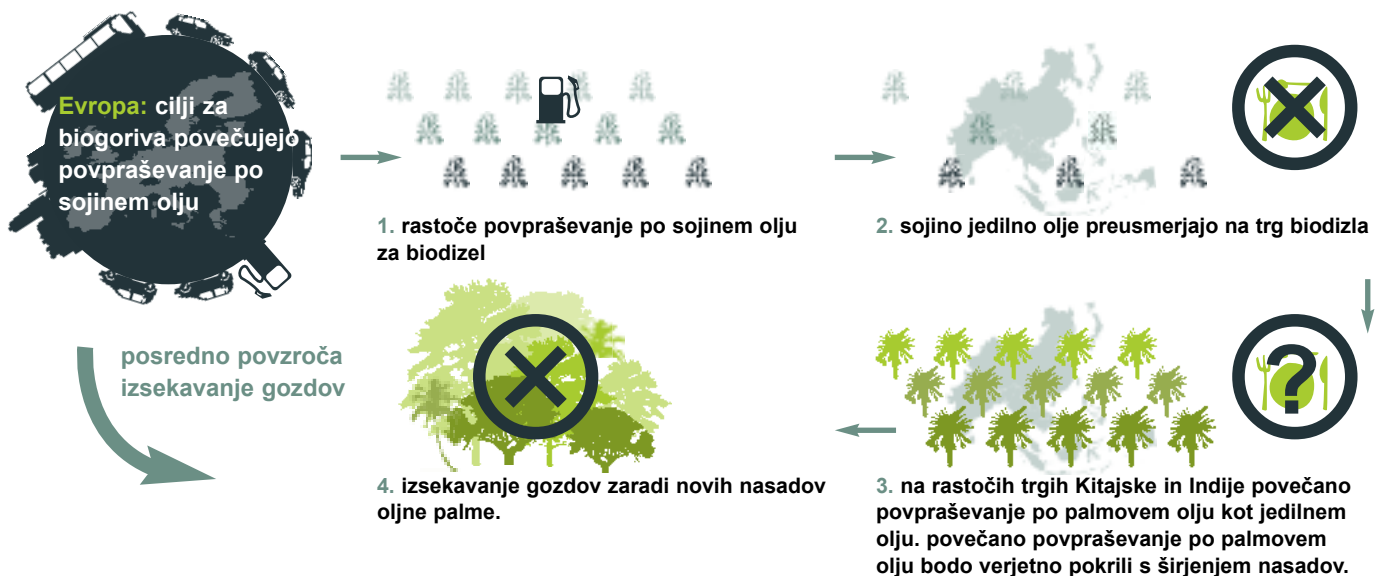 Evropa: cilji za
biogoriva povečujejo
povpraševanje po
sojinem olju
1. rastoče povpraševanje po sojinem olju
za biodizel
2. sojino jedilno olje preusmerjajo na trg biodizla
3. na rastočih trgih Kitajske in Indije povečano
povpraševanje po palmovem olju kot jedilnem
olju. povečano povpraševanje po palmovem
olju bodo verjetno pokrili s širjenjem nasadov.
4. izsekavanje gozdov zaradi novih nasadov
oljne palme.
posredno povzroča
izsekavanje gozdov